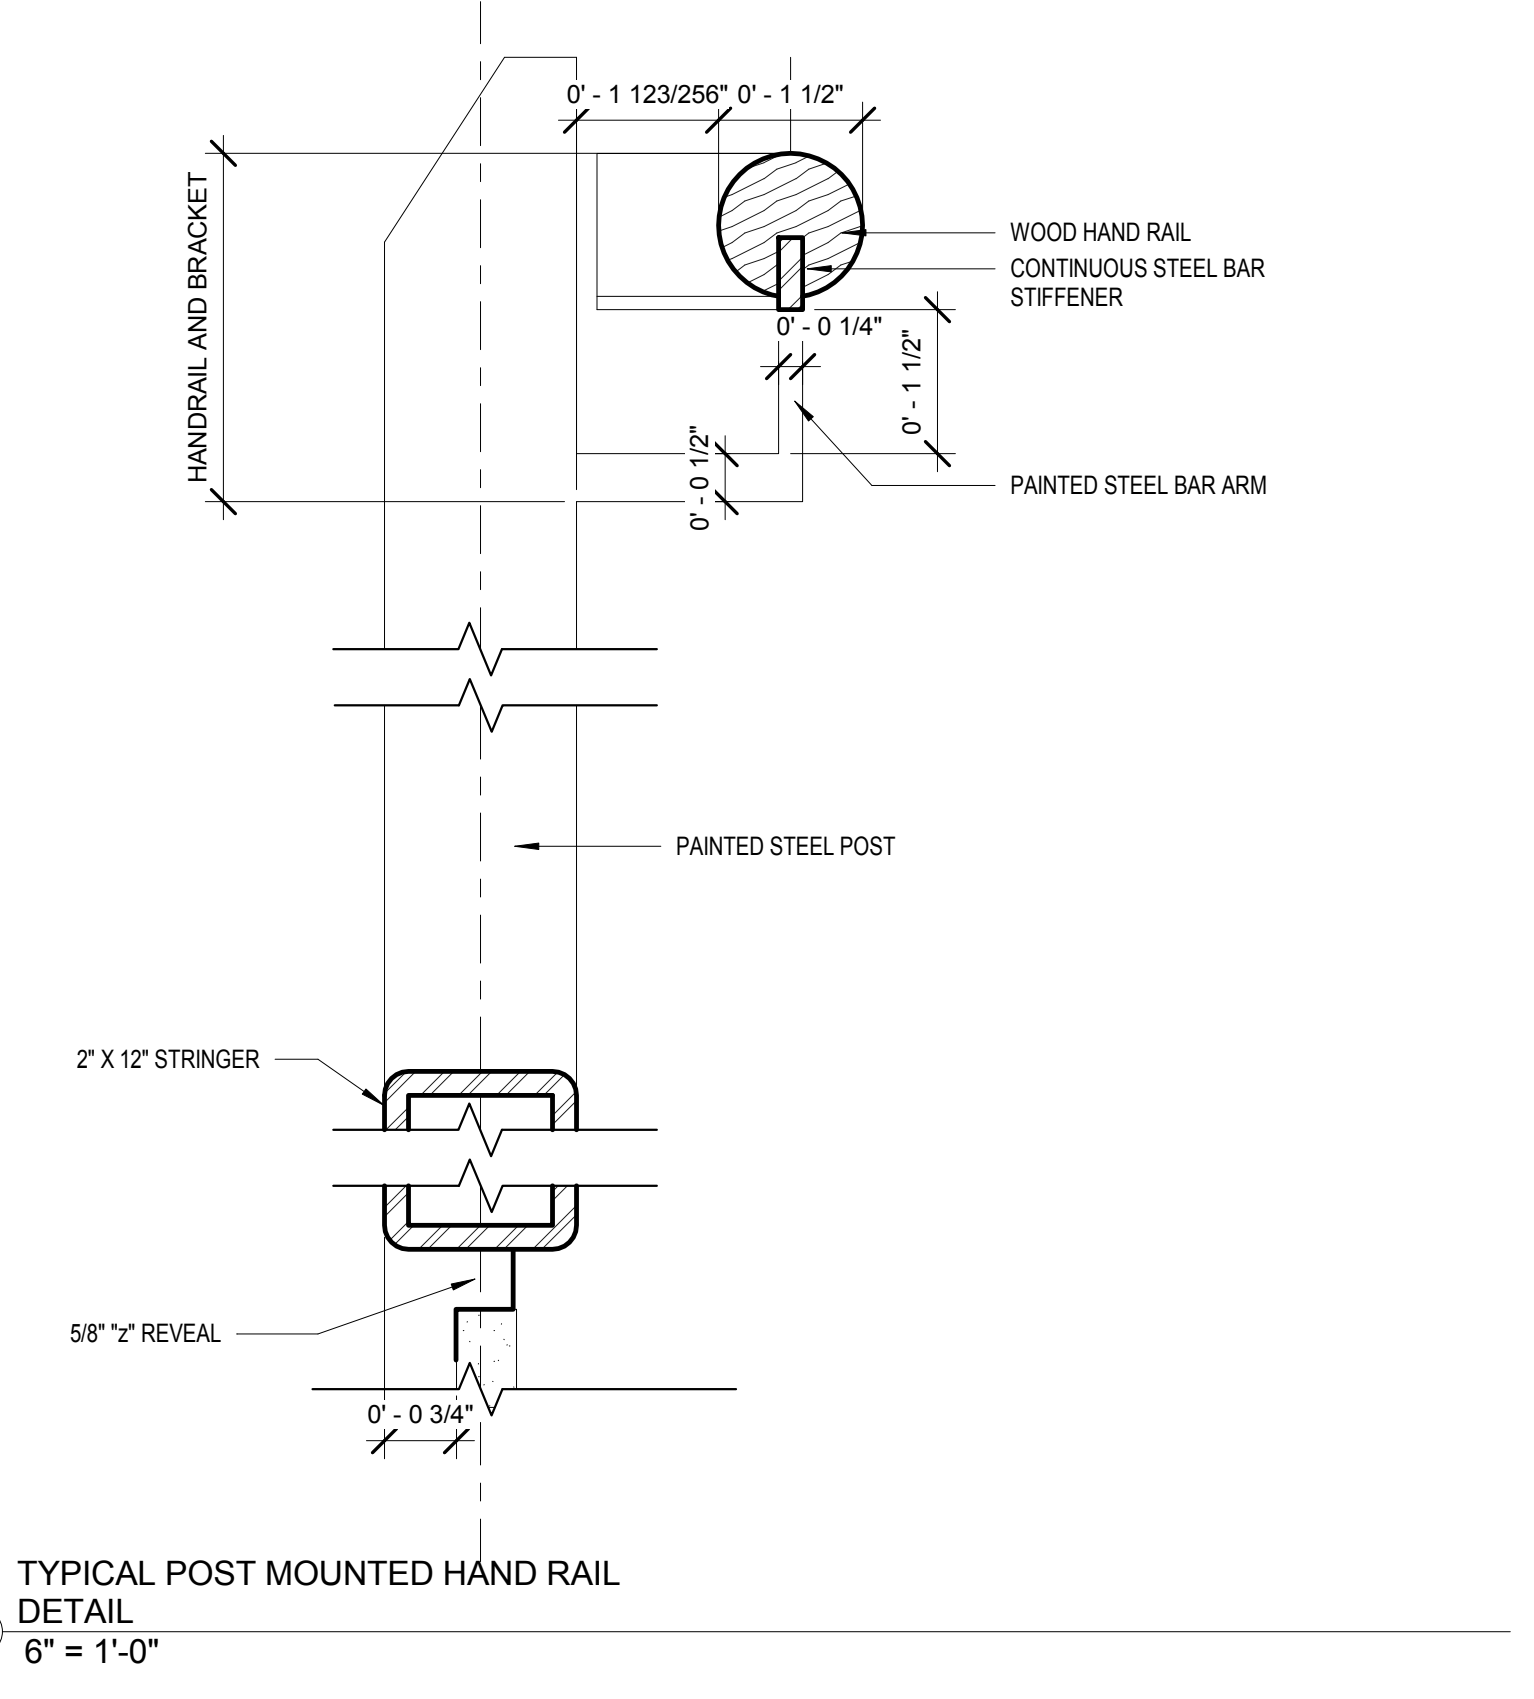 0' - 1 123/256" 0' - 1 1/2"
HANDRAIL AND BRACKET
WOOD HAND RAIL
CONTINUOUS STEEL BAR
STIFFENER
0' - 0 1/4"
0' - 1 1/2"
0' - 0 1/2"
PAINTED STEEL BAR ARM
PAINTED STEEL POST
2" X 12" STRINGER
5/8" "z" REVEAL
0' - 0 3/4"
TYPICAL POST MOUNTED HAND RAIL
DETAIL
6" = 1'-0"